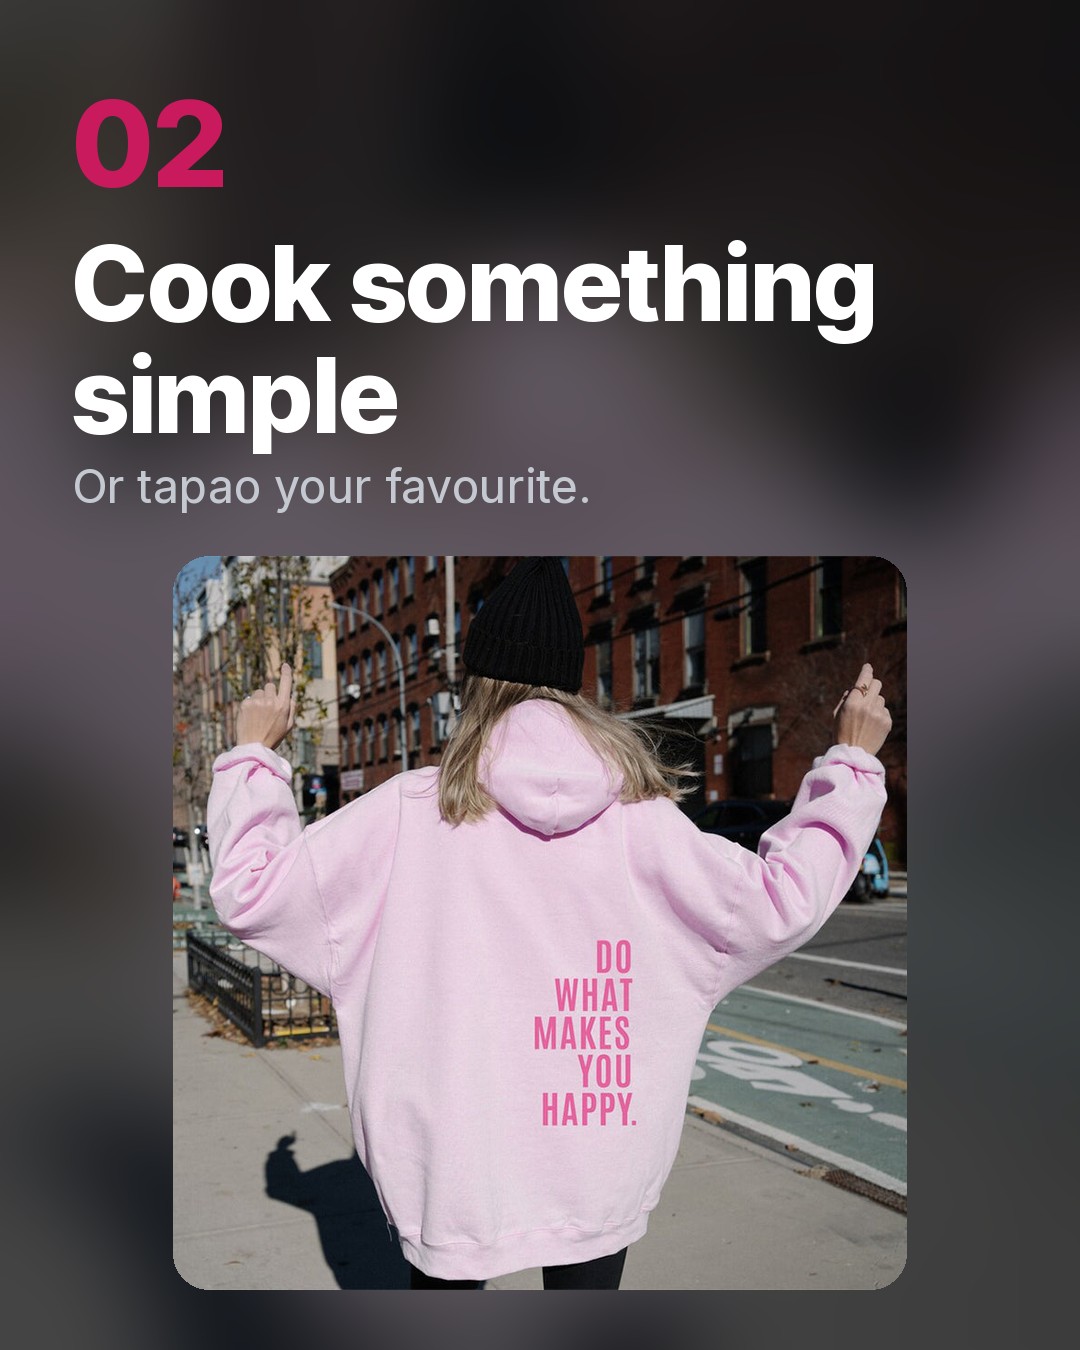 02
Cook something
simple
Or tapao your favourite.
DO
WHAT
MAKES
YOU
HAPPY.